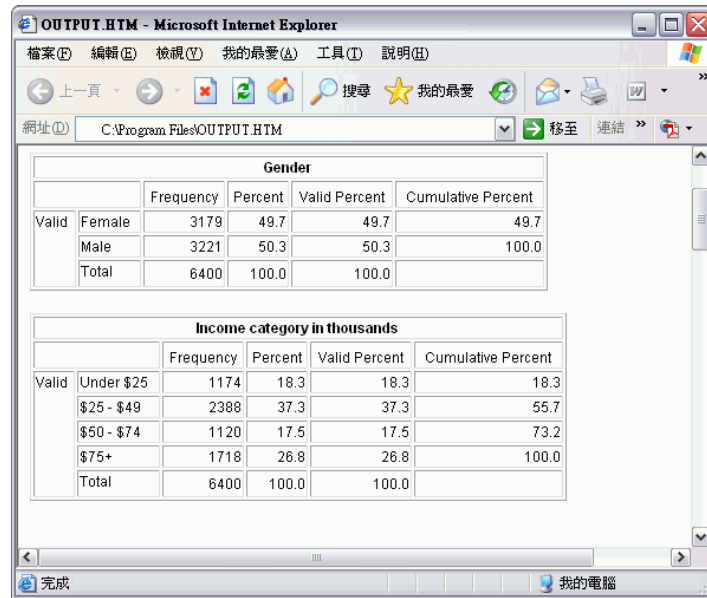 OUTPUT.HTM - Microsoft Internet Explorer
檔案(F) 編輯(E) 檢視(V) 我的最愛(A) 工具(T) 說明(H)
上一頁 搜尋 我的最愛
網址(D) C:\Program Files\OUTPUT.HTM 移至 連結
Gender
Frequency Percent Valid Percent Cumulative Percent
Valid Female 3179 49.7 49.7 49.7
Male 3221 50.3 50.3 100.0
Total 6400 100.0 100.0
Income category in thousands
Frequency Percent Valid Percent Cumulative Percent
Valid Under $25 1174 18.3 18.3 18.3
$25 - $49 2388 37.3 37.3 55.7
$50 - $74 1120 17.5 17.5 73.2
$75+ 1718 26.8 26.8 100.0
Total 6400 100.0 100.0
完成 我的電腦